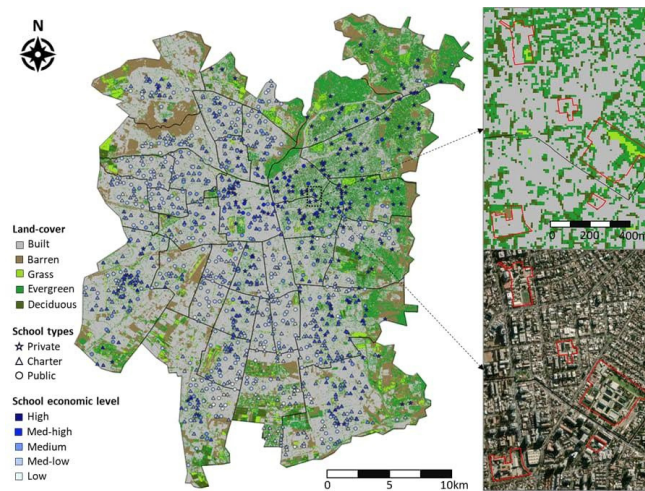 N
Land-cover
Built
Barren
Grass
Evergreen
Deciduous
School types
Private
Charter
Public
School economic level
High
Med-high
Medium
Med-low
Low
0 5 10km
0 200 400m